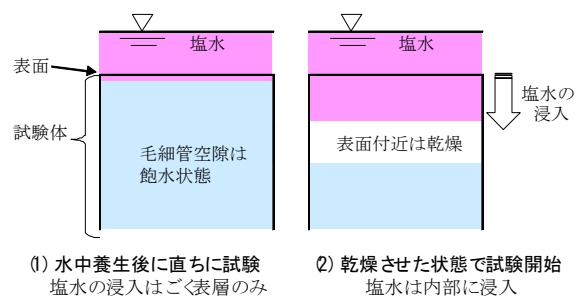 塩水
塩水
表面
塩水の
浸入
試験体
毛細管空隙は
飽水状態
表面付近は乾燥
(1) 水中養生後に直ちに試験
塩水の浸入はごく表層のみ
(2) 乾燥させた状態で試験開始
塩水は内部に浸入